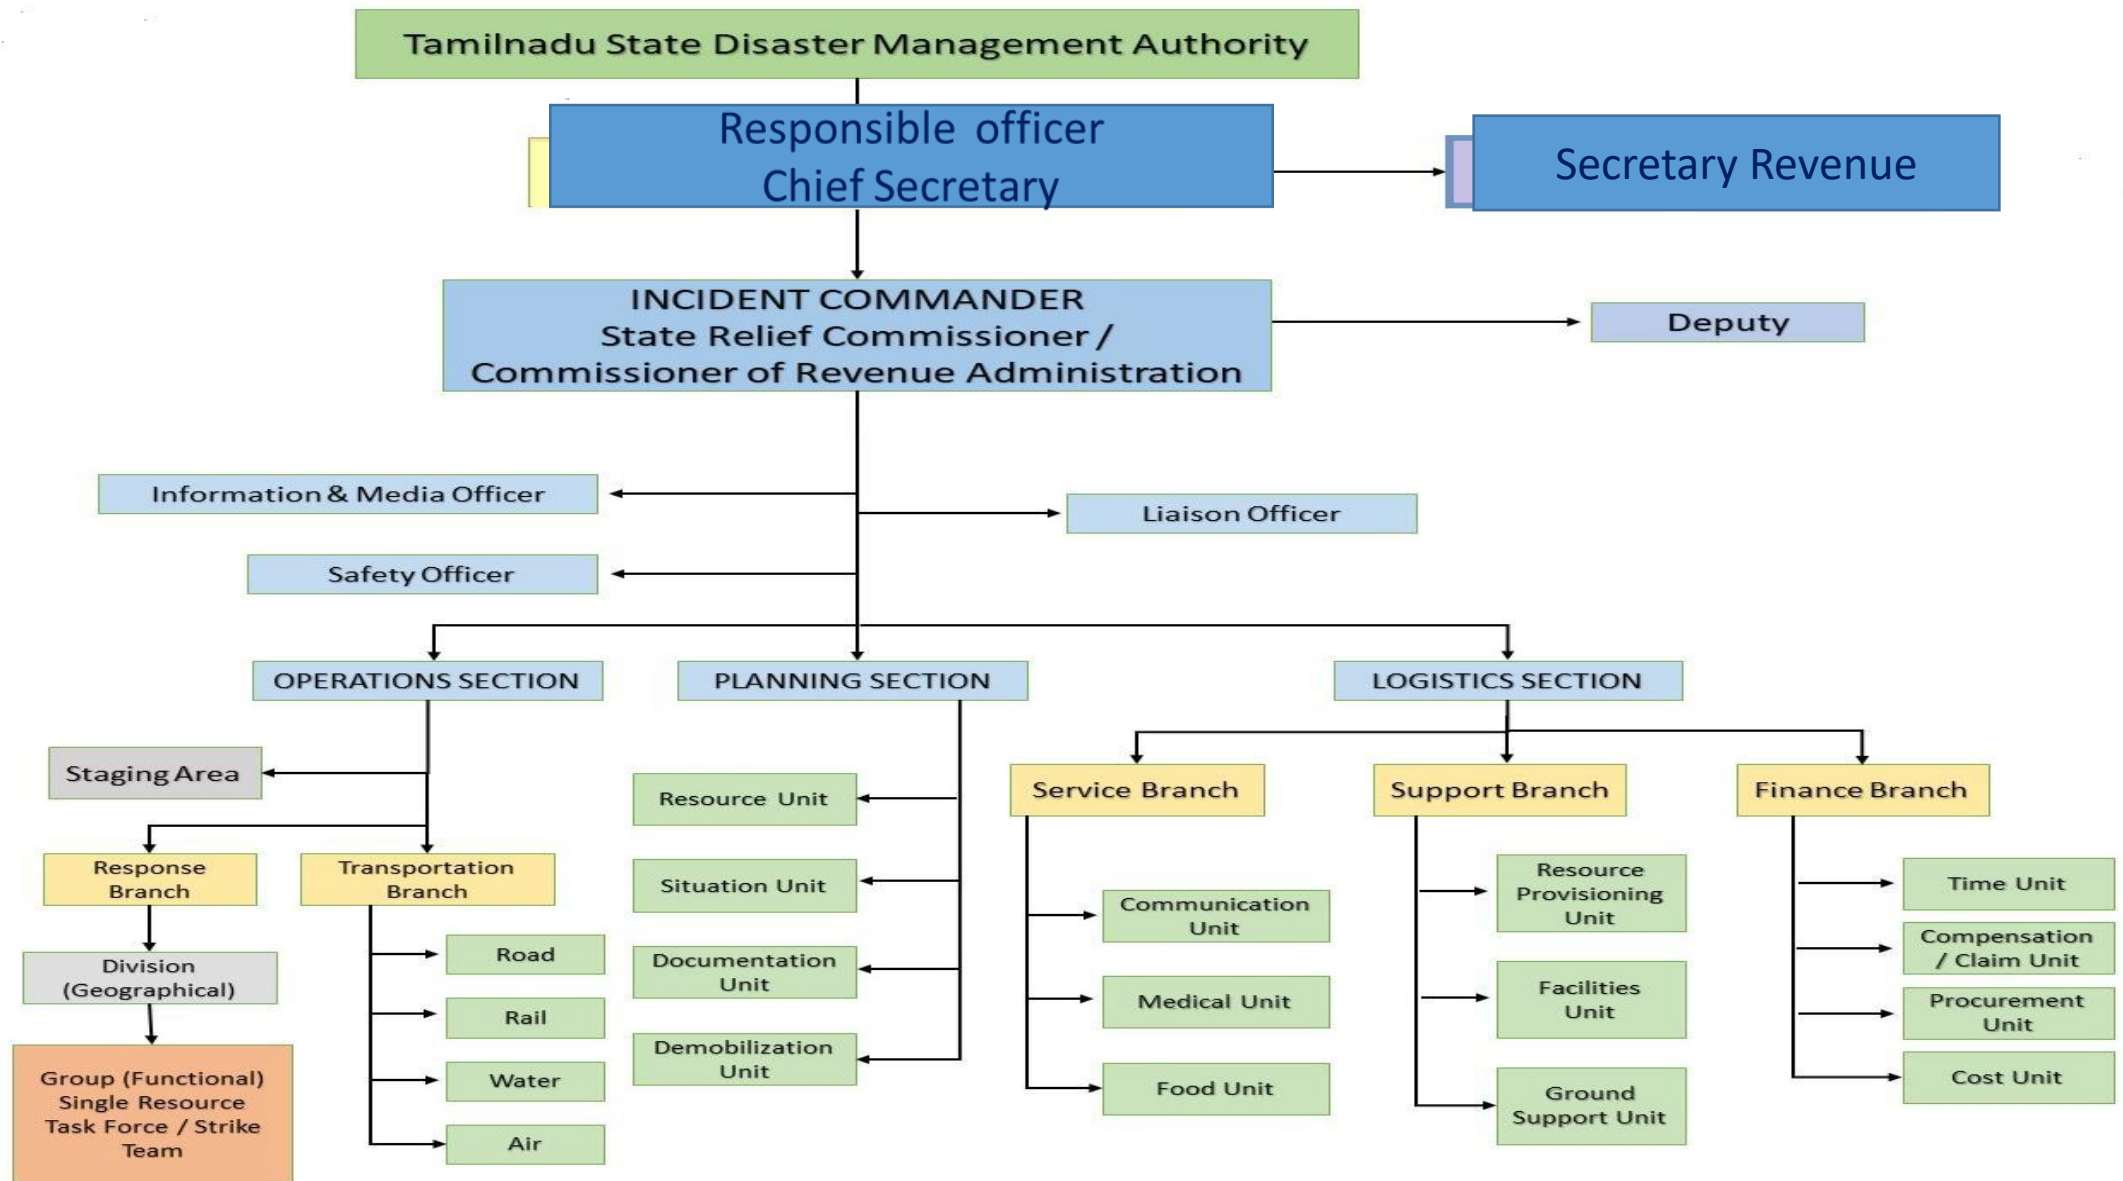 Tamilnadu State Disaster Management Authority
Responsible officer
Chief Secretary
Secretary Revenue
INCIDENT COMMANDER
State Relief Commissioner /
Commissioner of Revenue Administration
Deputy
Information & Media Officer
Liaison Officer
Safety Officer
OPERATIONS SECTION
PLANNING SECTION
LOGISTICS SECTION
Staging Area
Response
Branch
Transportation
Branch
Division
(Geographical)
Group (Functional)
Single Resource
Task Force / Strike
Team
Road
Rail
Water
Air
Resource Unit
Situation Unit
Documentation
Unit
Demobilization
Unit
Service Branch
Communication
Unit
Medical Unit
Food Unit
Support Branch
Resource
Provisioning
Unit
Facilities
Unit
Ground
Support Unit
Finance Branch
Time Unit
Compensation
/ Claim Unit
Procurement
Unit
Cost Unit